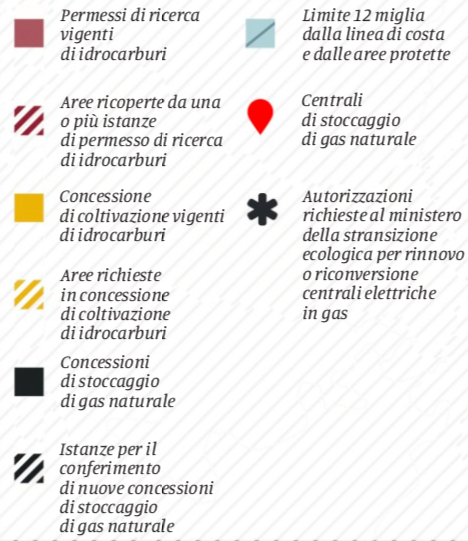 Permessi di ricerca
vigenti
di idrocarburi
Aree ricoperte da una
o più istanze
di permesso di ricerca
di idrocarburi
Concessione
di coltivazione vigenti
di idrocarburi
Aree richieste
in concessione
di coltivazione
di idrocarburi
Concessioni
di stoccaggio
di gas naturale
Istanze per il
conferimento
di nuove concessioni
di stoccaggio
di gas naturale
Limite 12 miglia
dalla linea di costa
e dalle aree protette
Centrali
di stoccaggio
di gas naturale
Autorizzazioni
richieste al ministero
della stransizione
ecologica per rinnovo
o riconversione
centrali elettriche
in gas